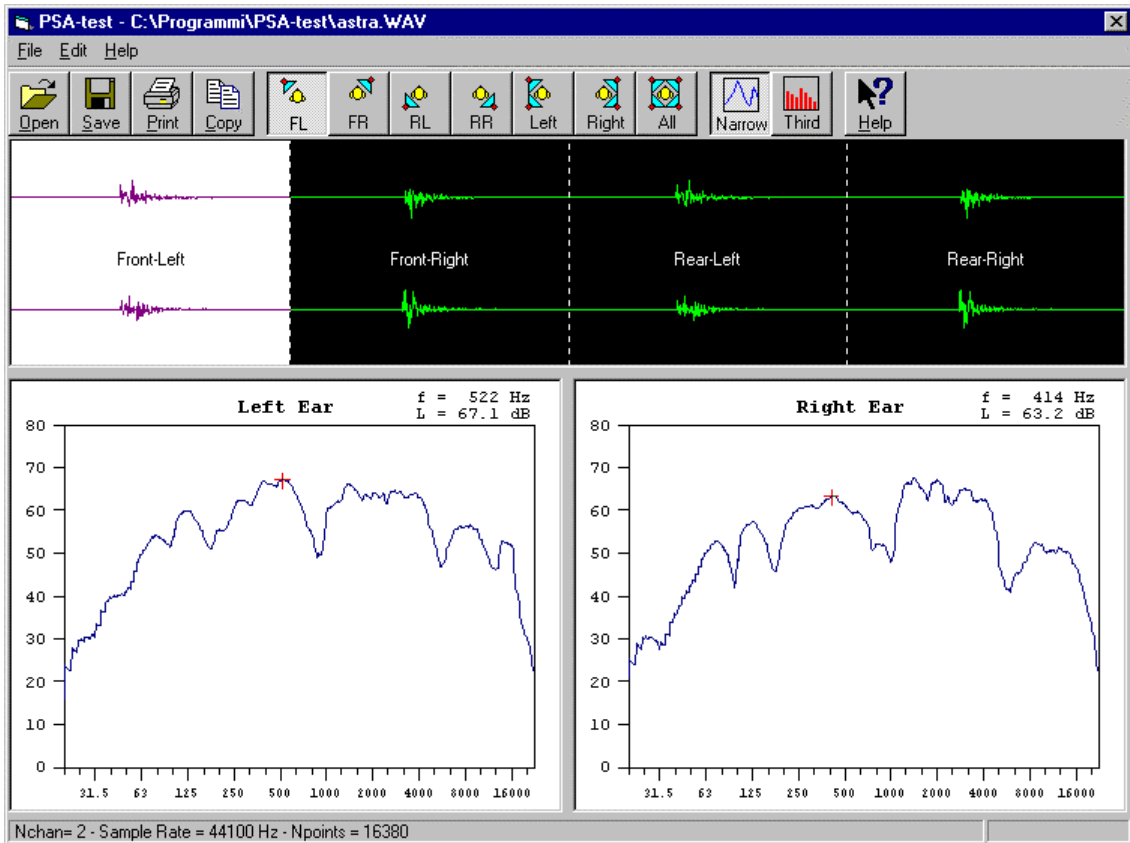 PSA-test - C:\Programmi\PSA-test\astra.WAV
File Edit Help
Open Save Print Copy FL FR RL RR Left Right All Narrow Third Help
Front-Left Front-Right Rear-Left Rear-Right
Left Ear
f = 522 Hz
L = 67.1 dB
80
70
60
50
40
30
20
10
0
31.5 63 125 250 500 1000 2000 4000 8000 16000
Right Ear
f = 414 Hz
L = 63.2 dB
80
70
60
50
40
30
20
10
0
31.5 63 125 250 500 1000 2000 4000 8000 16000
Nchan= 2 - Sample Rate = 44100 Hz - Npoints = 16380